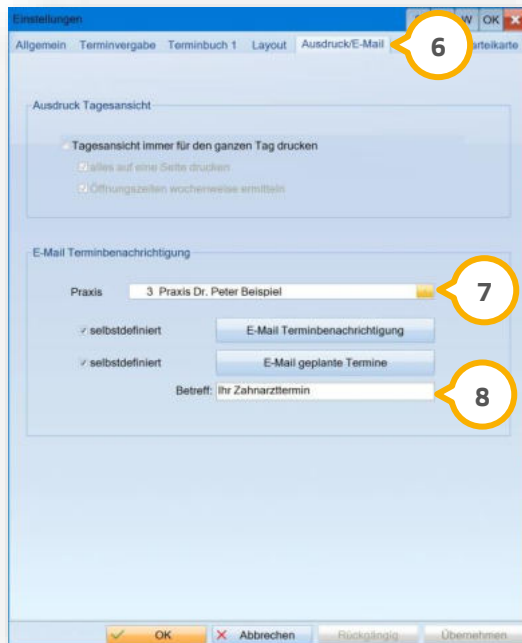 Einstellungen W OK
Allgemein Terminvergabe Terminbuch 1 Layout Ausdruck/E-Mail 6 arteikarte
Ausdruck Tagesansicht
Tagesansicht immer für den ganzen Tag drucken
alles auf eine Seite drucken
Öffnungszeiten wochenweise ermitteln
E-Mail Terminbenachrichtigung
Praxis 3 Praxis Dr. Peter Beispiel 7
selbstdefiniert E-Mail Terminbenachrichtigung
selbstdefiniert E-Mail geplante Termine
Betreff: Ihr Zahnarzttermin 8
OK Abbrechen Rückgängig Übernehmen